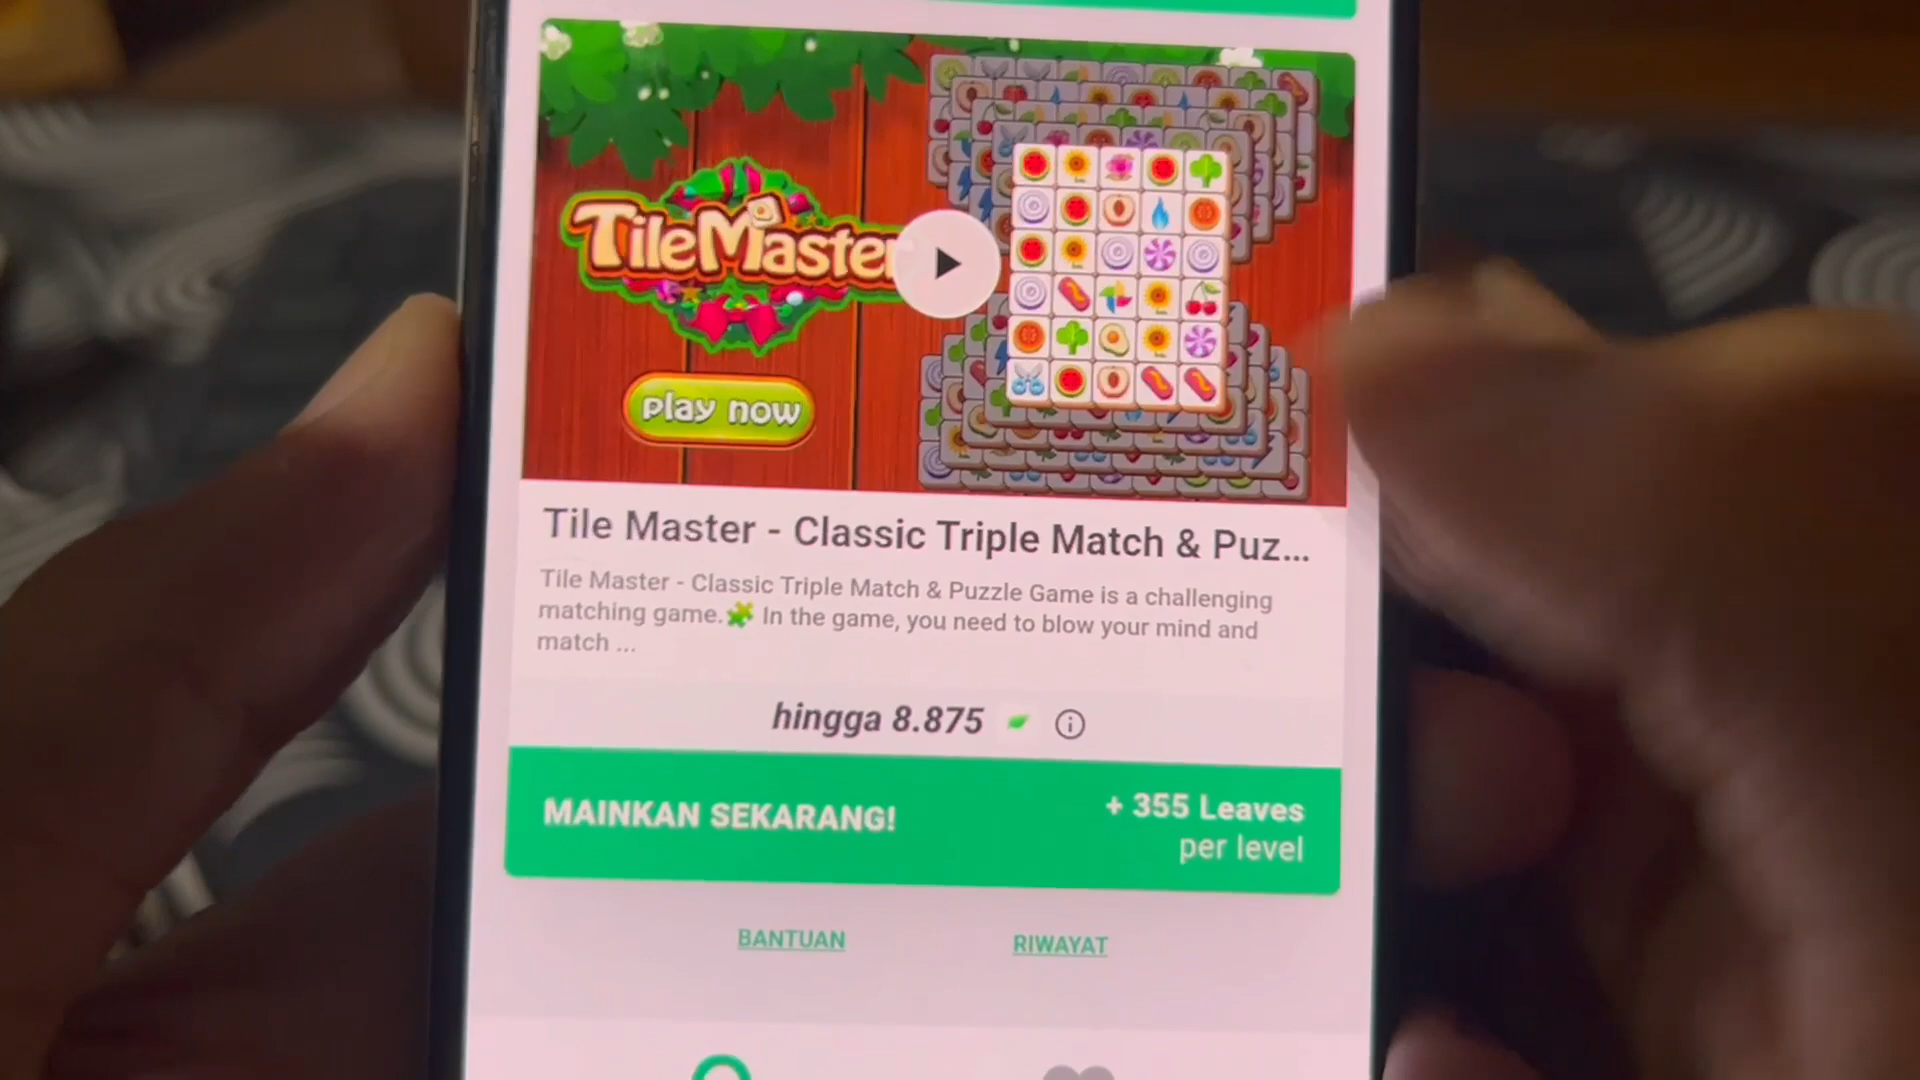 TileMaster
play now
Tile Master - Classic Triple Match & Puz...
Tile Master - Classic Triple Match & Puzzle Game is a challenging
matching game.🧩 In the game, you need to blow your mind and
match ...
hingga 8.875
MAINKAN SEKARANG!
+ 355 Leaves
per level
BANTUAN
RIWAYAT